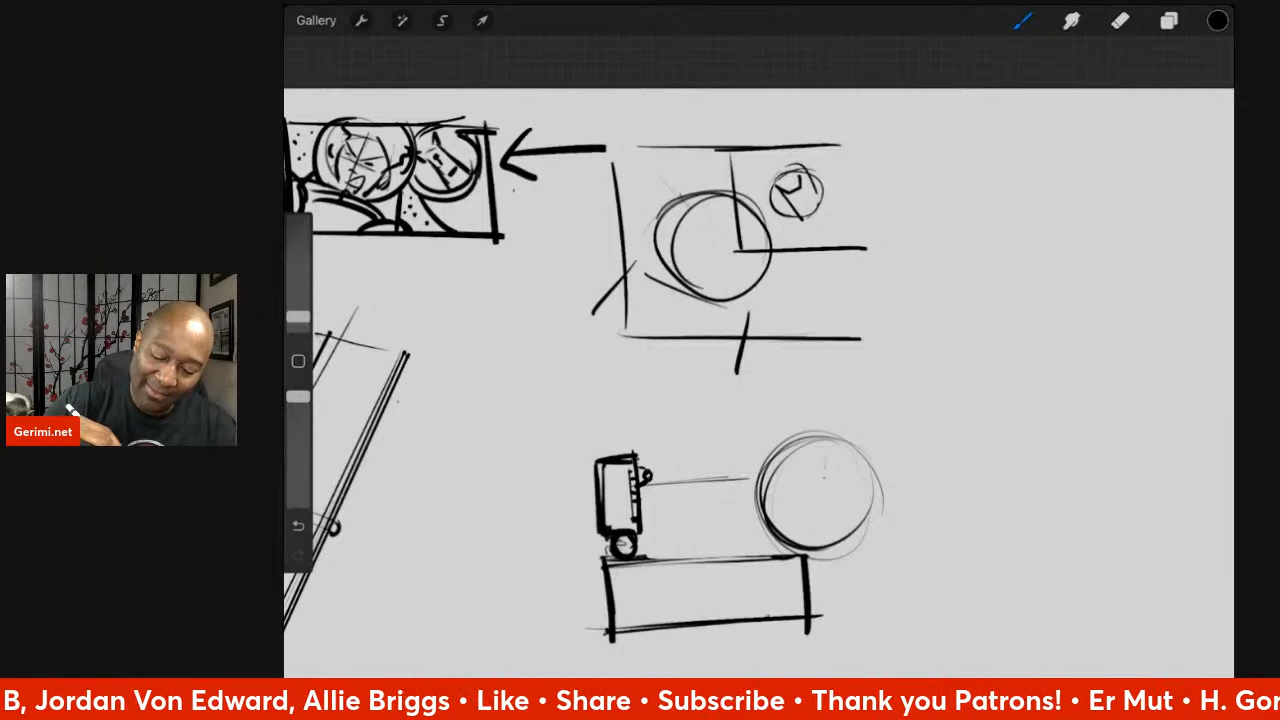 Gallery
Gerimi.net
B, Jordan Von Edward, Allie Briggs • Like • Share • Subscribe • Thank you Patrons! • Er Mut • H. Gor